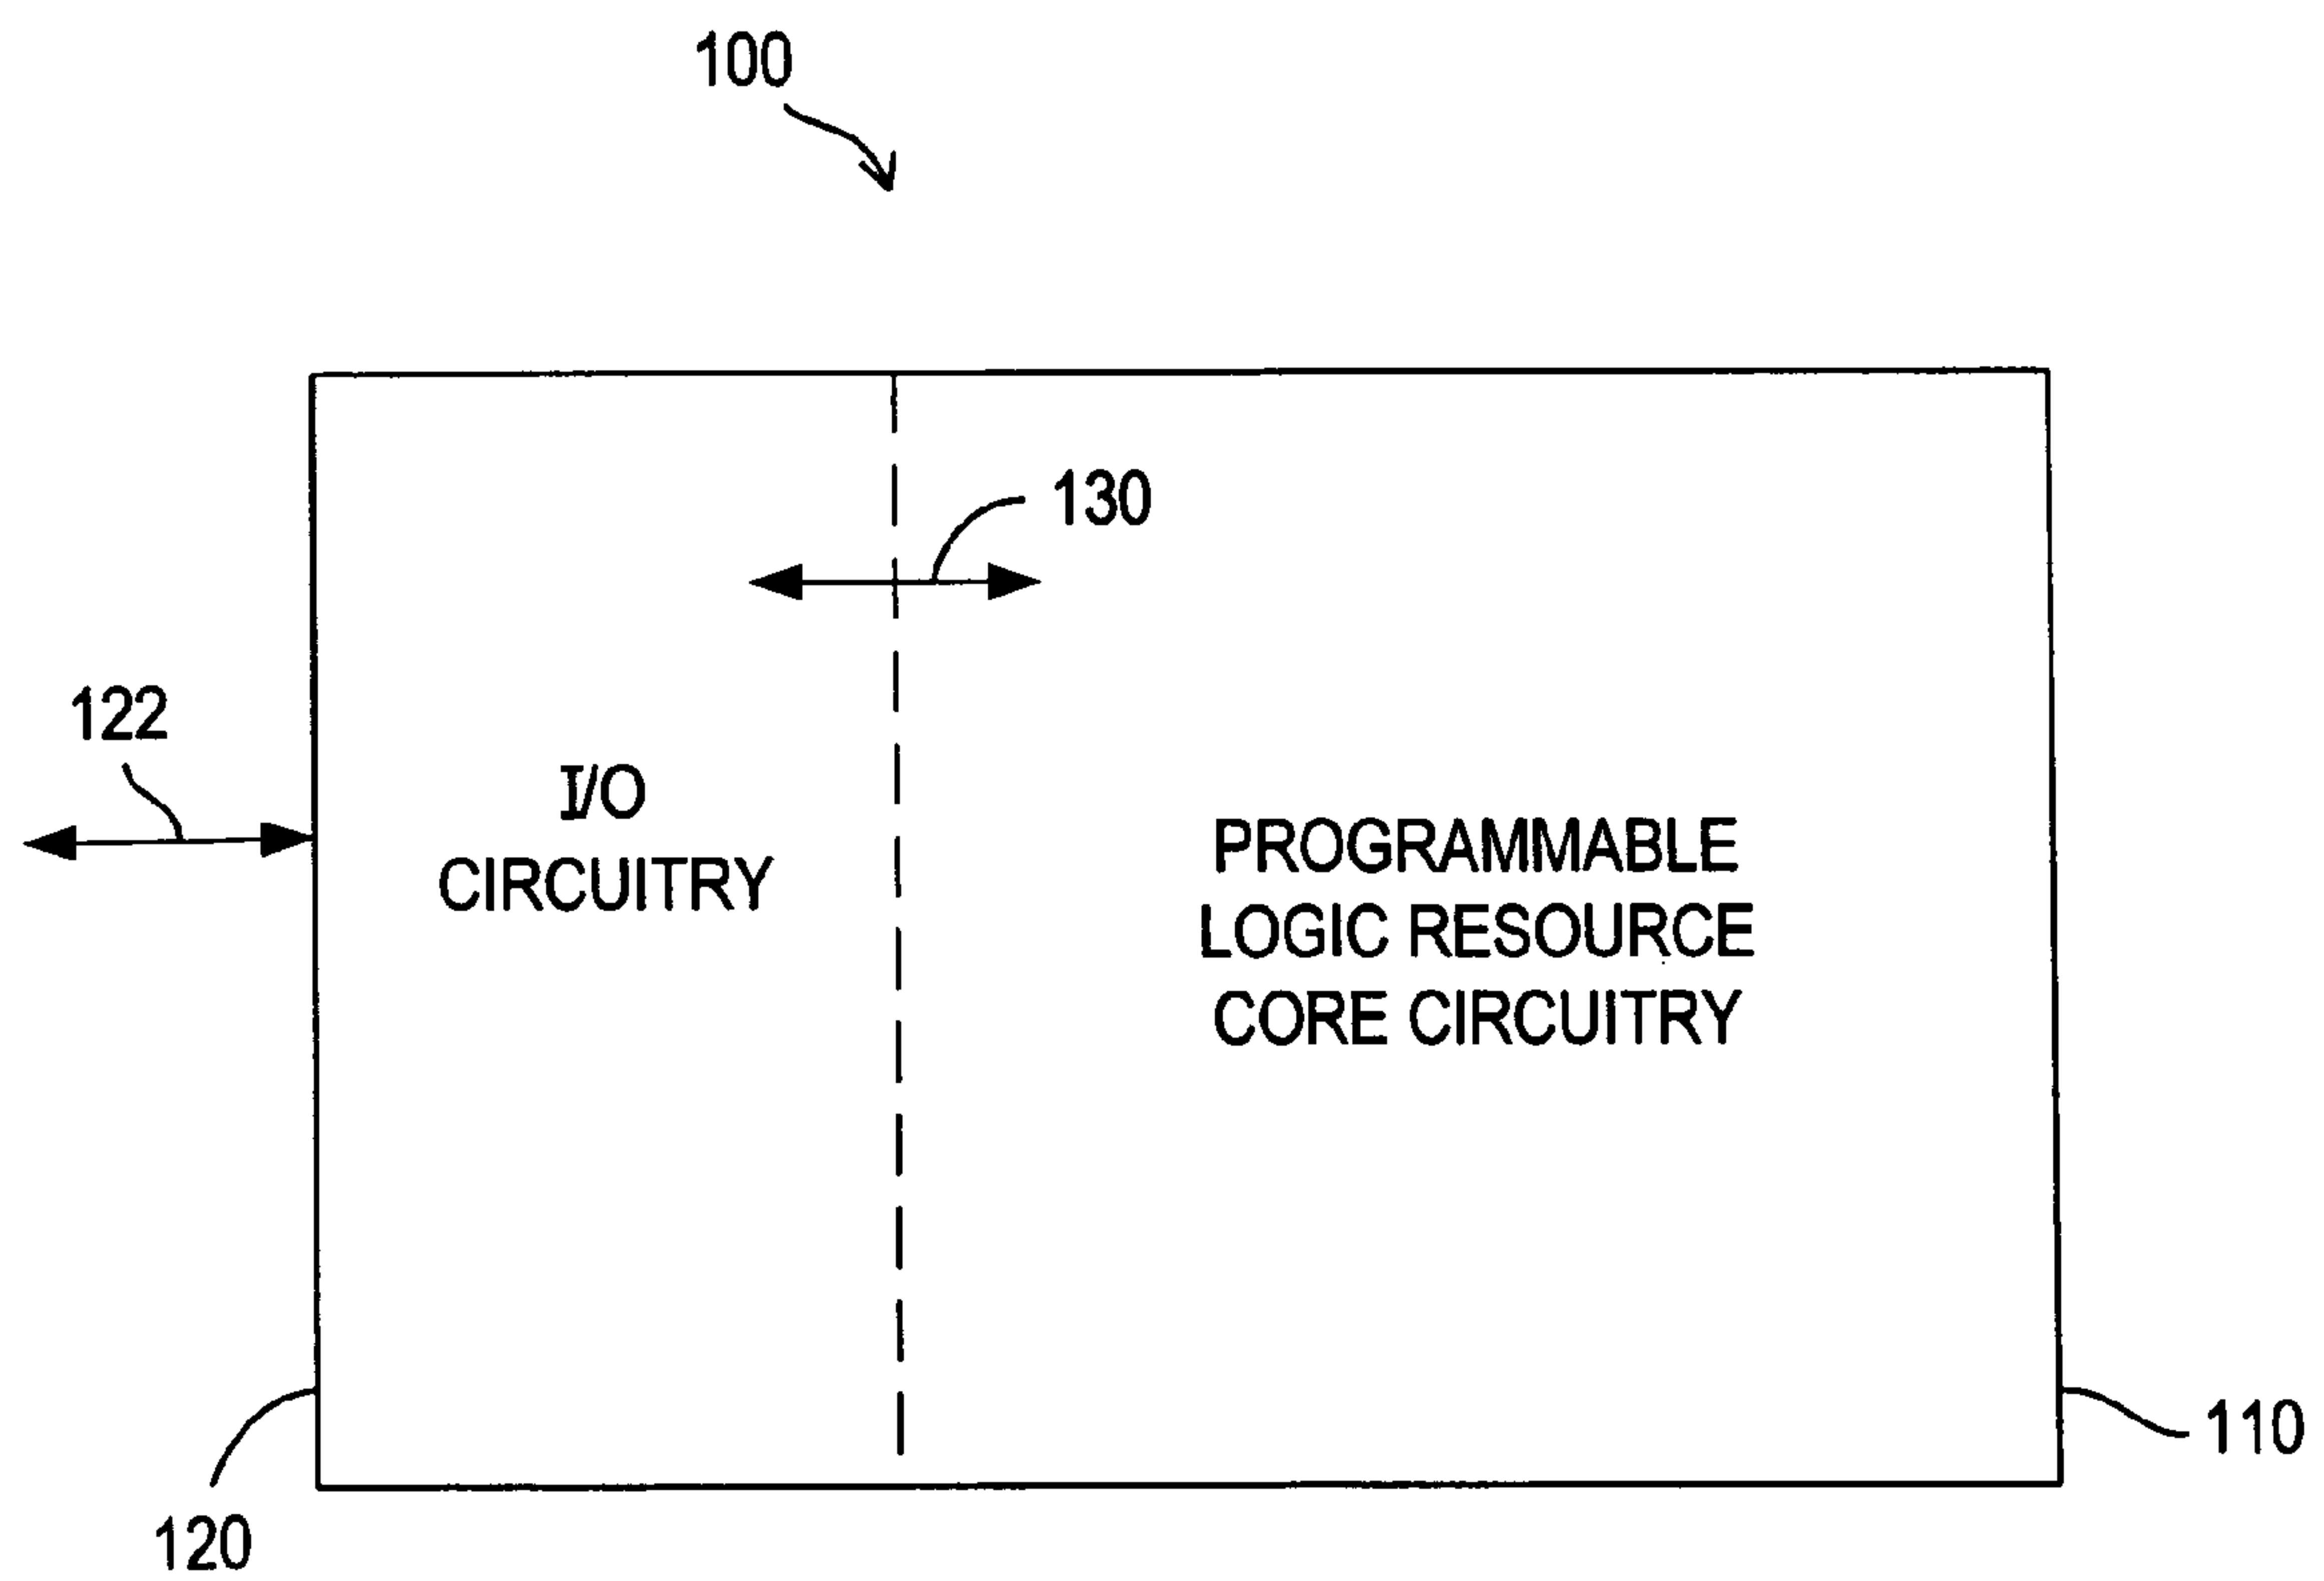 100
130
122
I/O
CIRCUITRY
PROGRAMMABLE
LOGIC RESOURCE
CORE CIRCUITRY
110
120